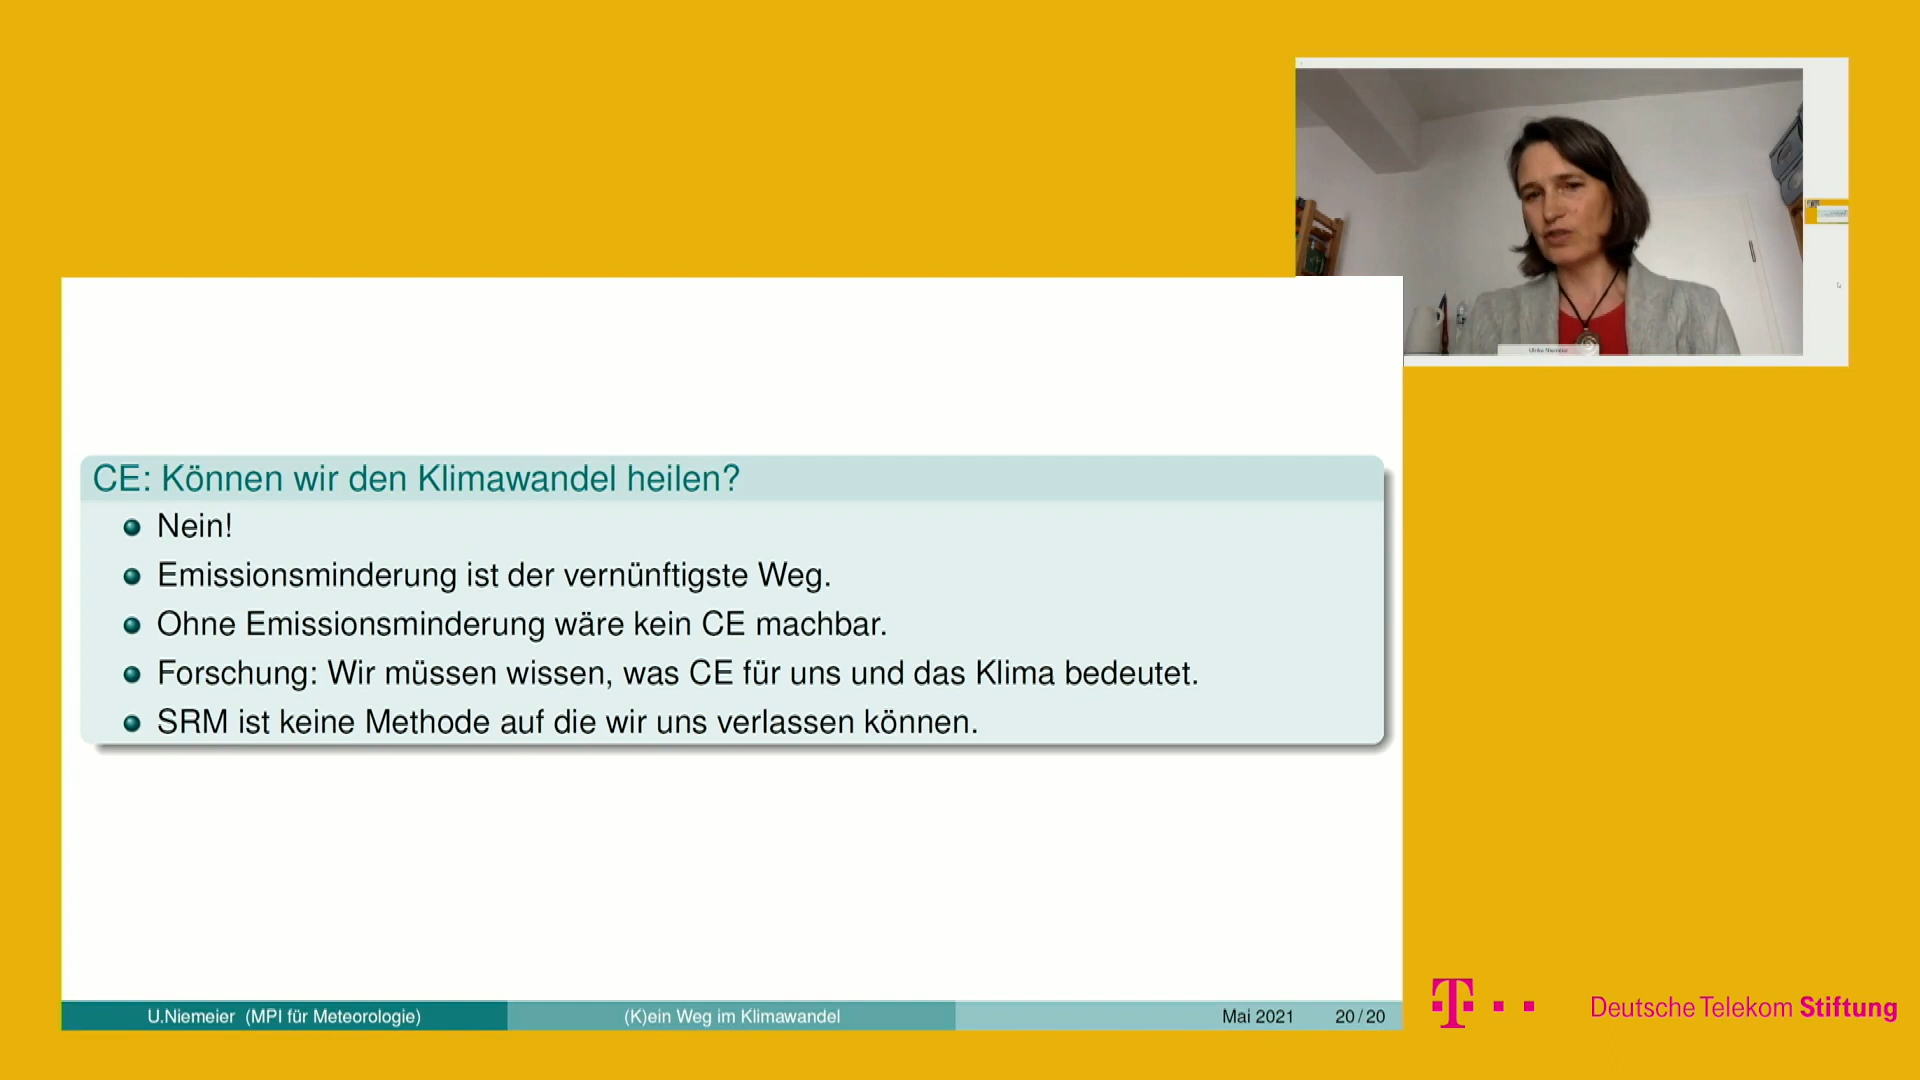 Ulrike Niemeier
CE: Können wir den Klimawandel heilen?
Nein!
Emissionsminderung ist der vernünftigste Weg.
Ohne Emissionsminderung wäre kein CE machbar.
Forschung: Wir müssen wissen, was CE für uns und das Klima bedeutet.
SRM ist keine Methode auf die wir uns verlassen können.
U.Niemeier (MPI für Meteorologie)
(K)ein Weg im Klimawandel
Mai 2021
20 / 20
T
Deutsche Telekom Stiftung